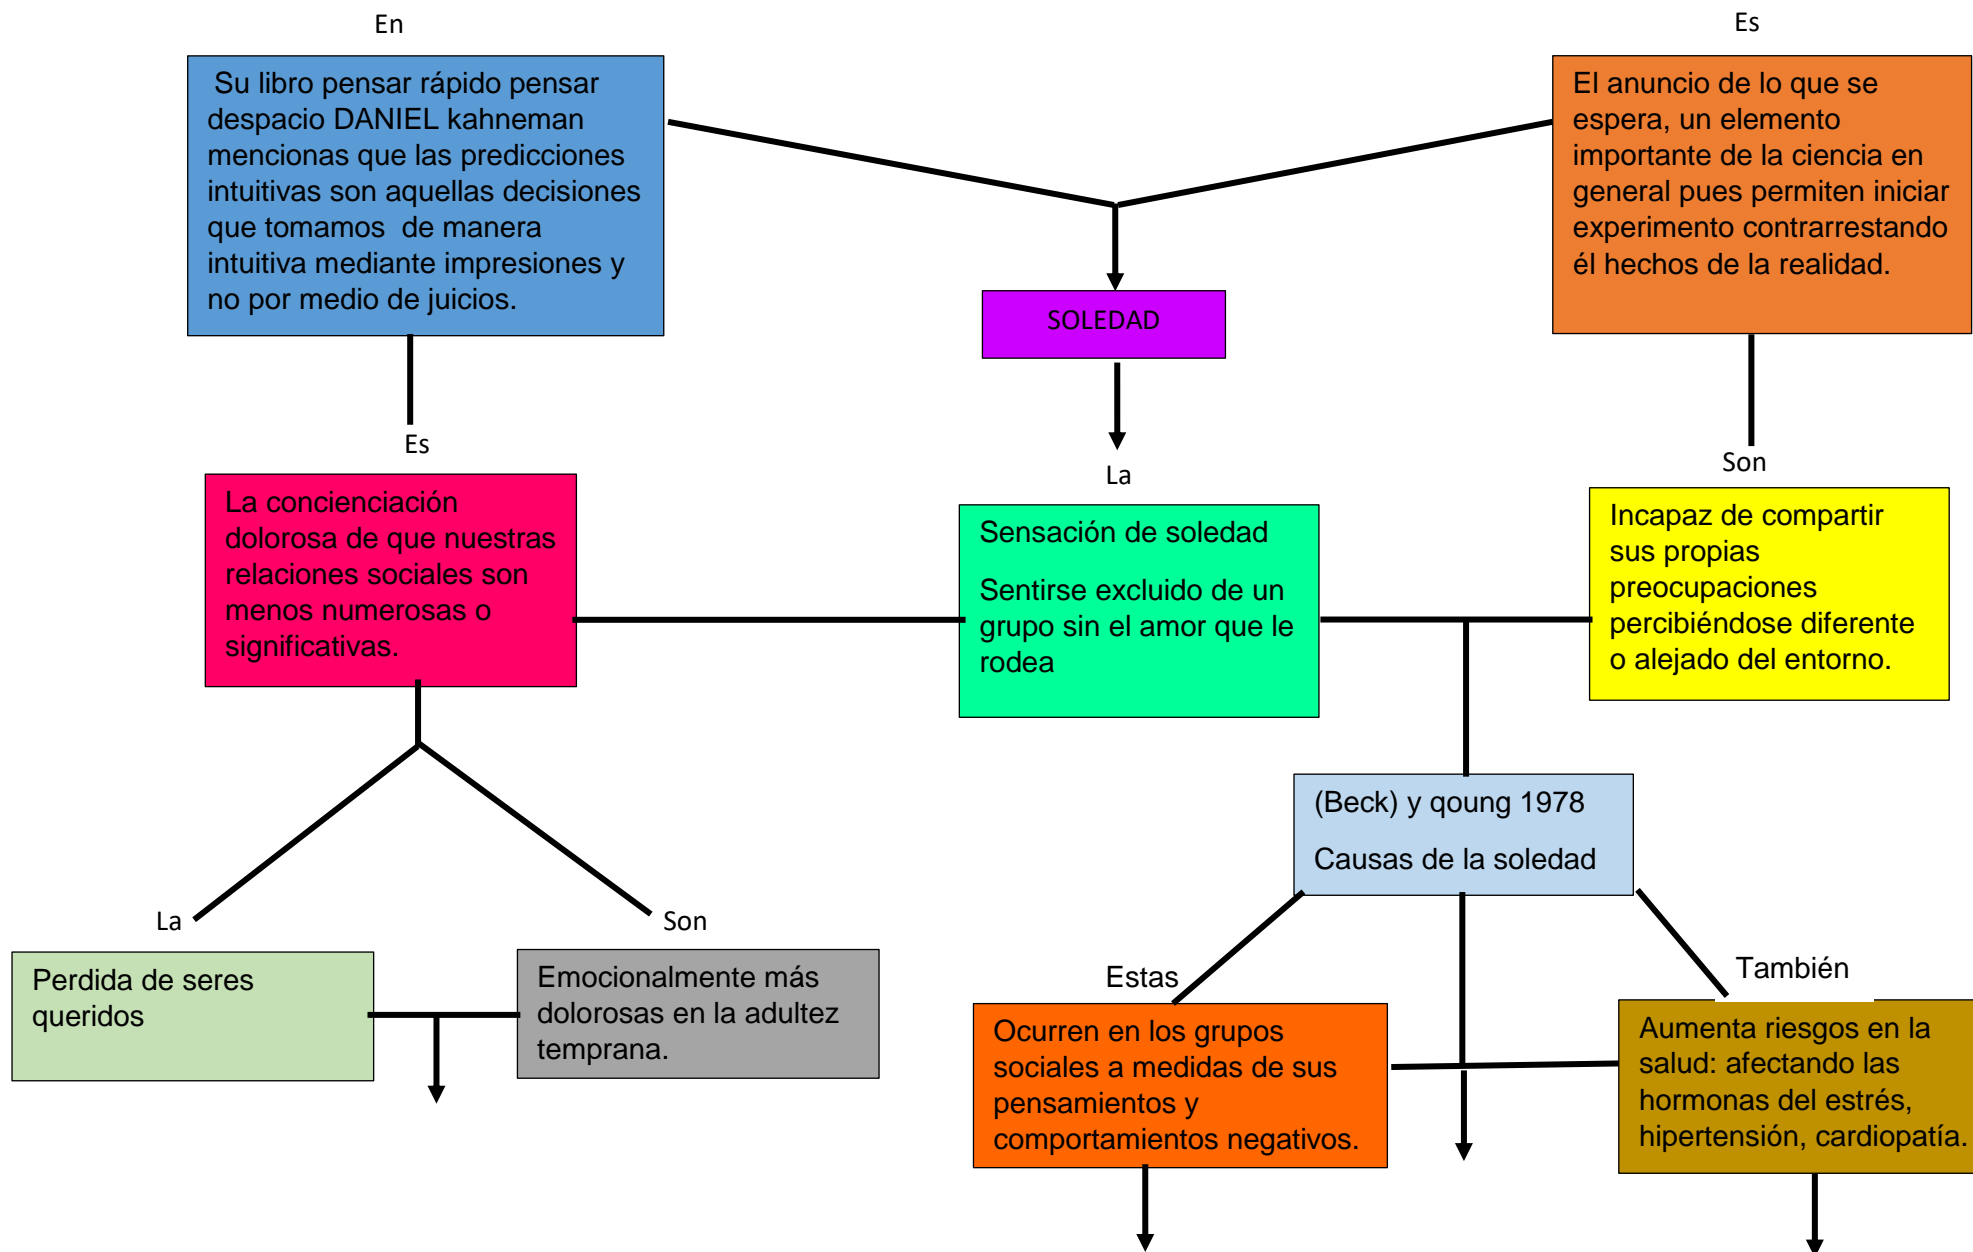 En
Es
Su libro pensar rápido pensar
despacio DANIEL kahneman
mencionas que las predicciones
intuitivas son aquellas decisiones
que tomamos de manera
intuitiva mediante impresiones y
no por medio de juicios.
El anuncio de lo que se
espera, un elemento
importante de la ciencia en
general pues permiten iniciar
experimento contrarrestando
él hechos de la realidad.
SOLEDAD
Es
La
Son
La concienciación
dolorosa de que nuestras
relaciones sociales son
menos numerosas o
significativas.
Sensación de soledad
Sentirse excluido de un
grupo sin el amor que le
rodea
Incapaz de compartir
sus propias
preocupaciones
percibiéndose diferente
o alejado del entorno.
(Beck) y qoung 1978
Causas de la soledad
La
Son
Perdida de seres
queridos
Emocionalmente más
dolorosas en la adultez
temprana.
Estas
También
Ocurren en los grupos
sociales a medidas de sus
pensamientos y
comportamientos negativos.
Aumenta riesgos en la
salud: afectando las
hormonas del estrés,
hipertensión, cardiopatía.